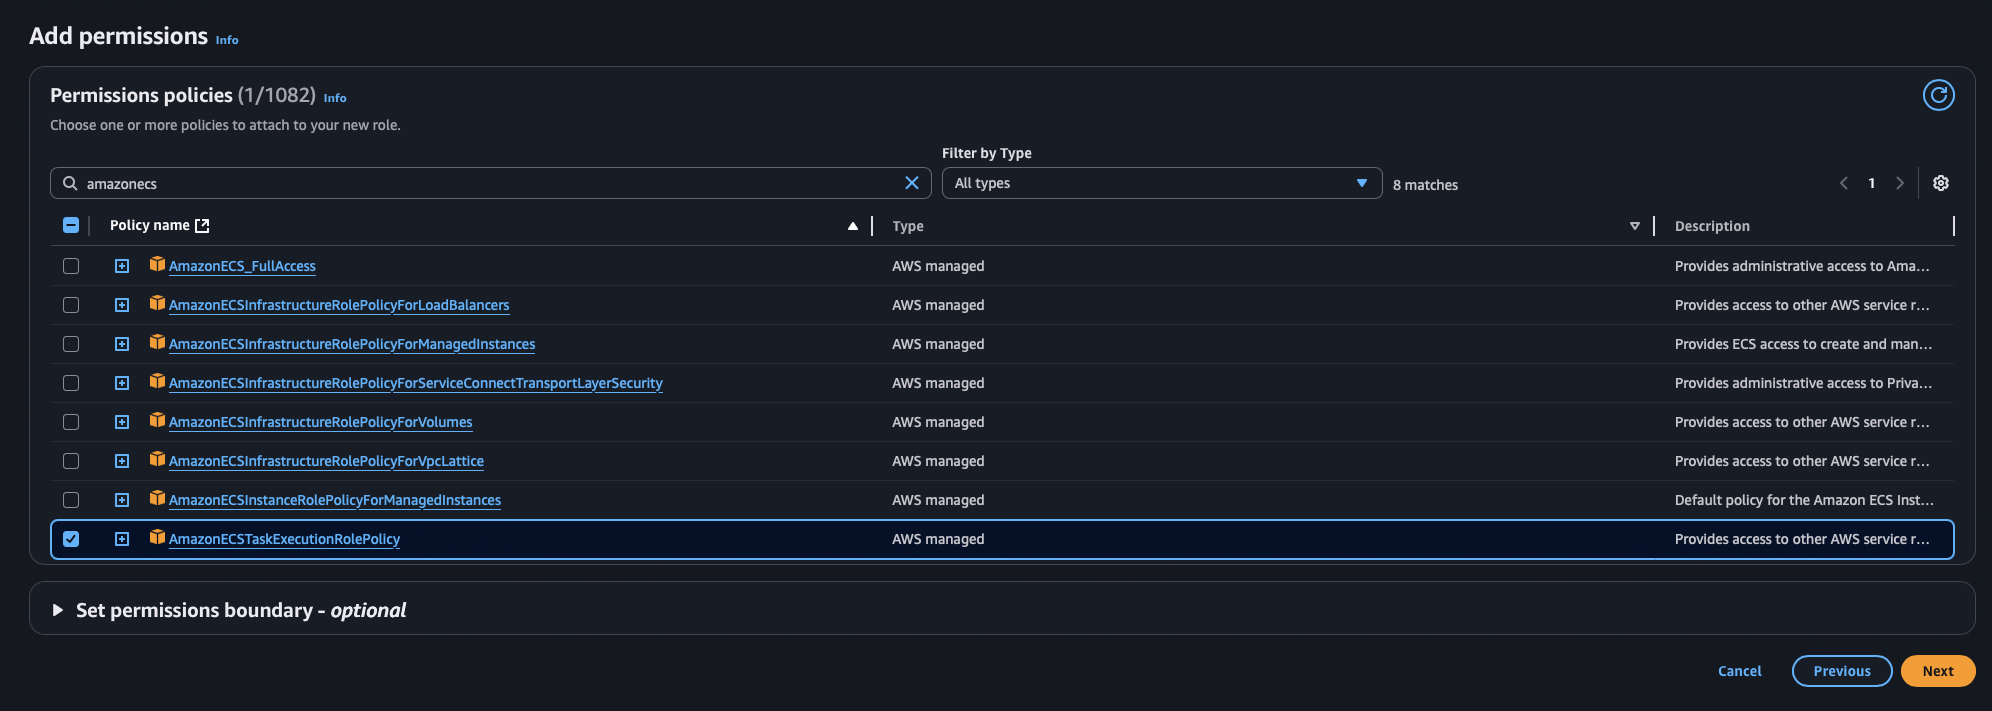 Add permissions Info
Permissions policies (1/1082) Info
Choose one or more policies to attach to your new role.
Filter by Type
amazonecs All types 8 matches 1
Policy name Type Description
AmazonECS_FullAccess AWS managed Provides administrative access to Ama...
AmazonECSInfrastructureRolePolicyForLoadBalancers AWS managed Provides access to other AWS service r...
AmazonECSInfrastructureRolePolicyForManagedInstances AWS managed Provides ECS access to create and man...
AmazonECSInfrastructureRolePolicyForServiceConnectTransportLayerSecurity AWS managed Provides administrative access to Priva...
AmazonECSInfrastructureRolePolicyForVolumes AWS managed Provides access to other AWS service r...
AmazonECSInfrastructureRolePolicyForVpcLattice AWS managed Provides access to other AWS service r...
AmazonECSInstanceRolePolicyForManagedInstances AWS managed Default policy for the Amazon ECS Inst...
AmazonECSTaskExecutionRolePolicy AWS managed Provides access to other AWS service r...
Set permissions boundary - optional
Cancel Previous Next